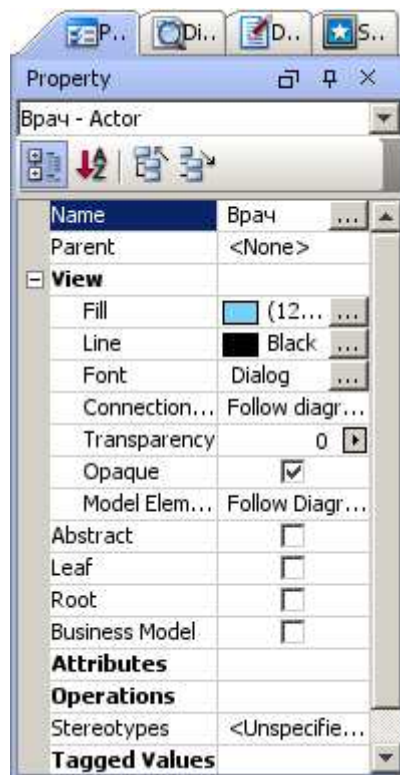 P.. Di.. D.. S..
Property
Врач - Actor
Name Врач ...
Parent <None>
View
Fill (12... ...
Line Black ...
Font Dialog ...
Connection... Follow diagr...
Transparency 0
Opaque
Model Elem... Follow Diagr...
Abstract
Leaf
Root
Business Model
Attributes
Operations
Stereotypes <Unspecifie...
Tagged Values